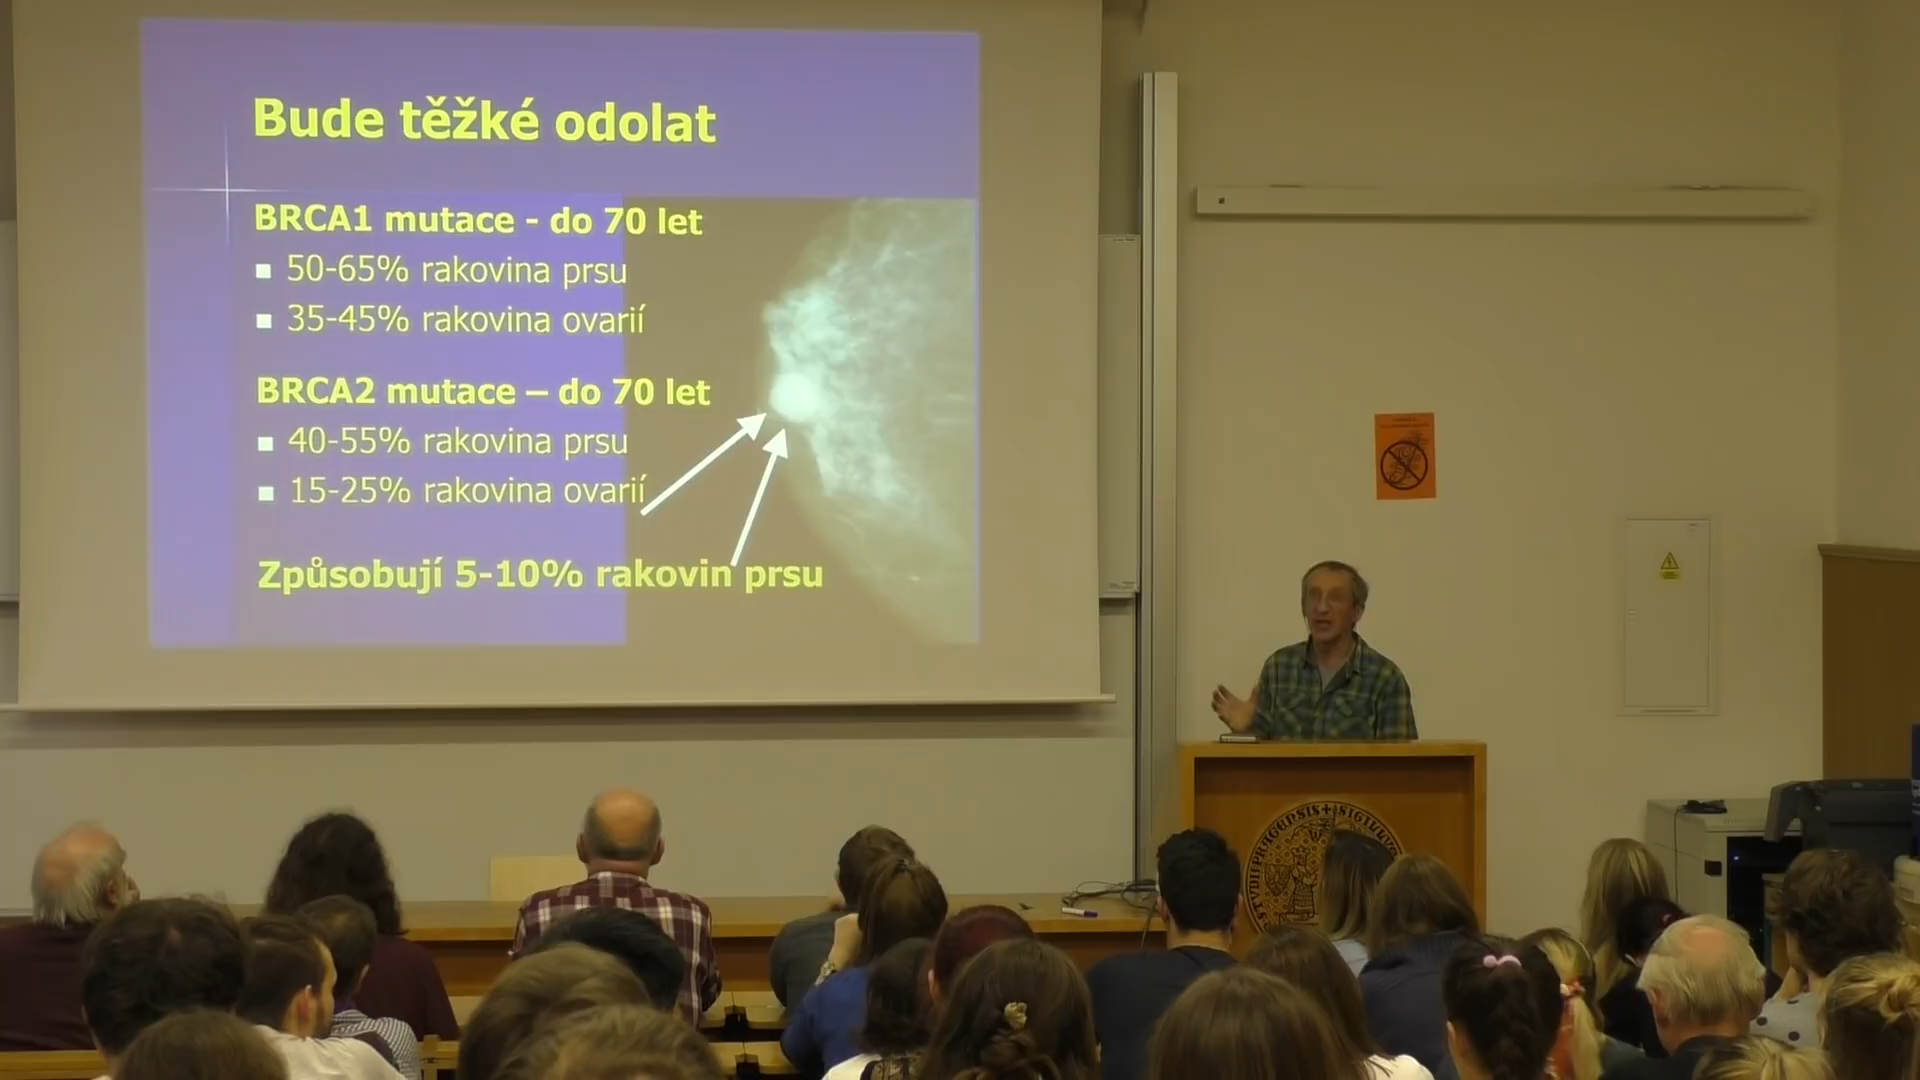 Bude těžké odolat
BRCA1 mutace - do 70 let
50-65% rakovina prsu
35-45% rakovina ovarií
BRCA2 mutace – do 70 let
40-55% rakovina prsu
15-25% rakovina ovarií
Způsobují 5-10% rakovin prsu